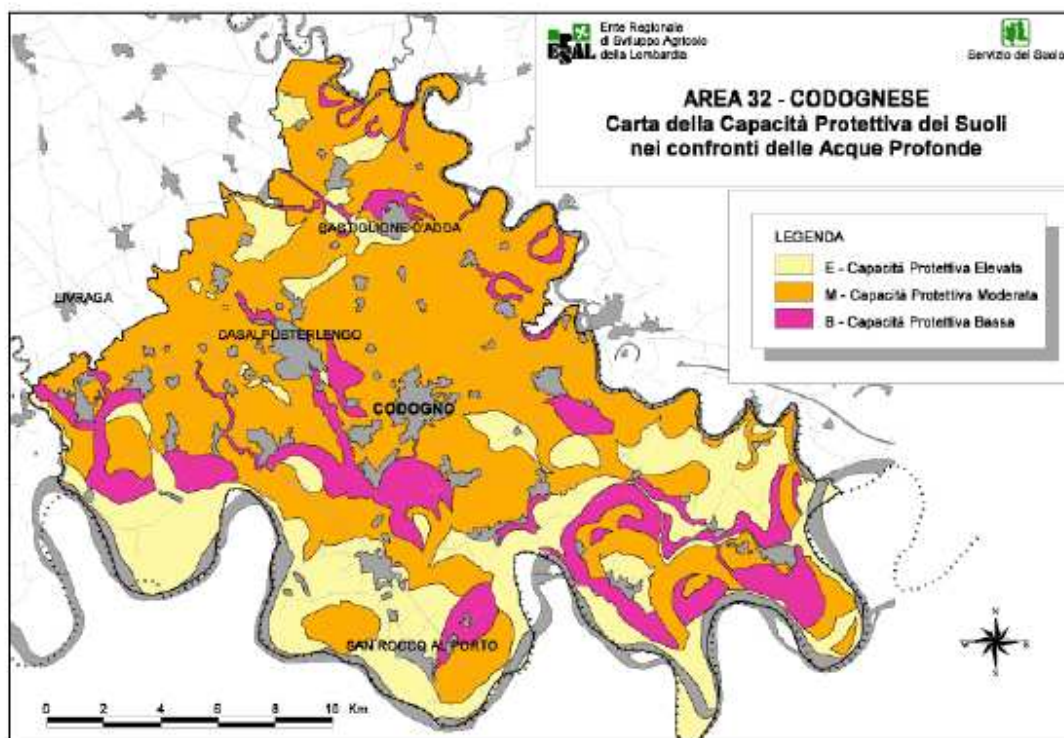 ERSAL
Ente Regionale
di Sviluppo Agricolo
della Lombardia
Servizio del Suolo
AREA 32 - CODOGNESE
Carta della Capacità Protettiva dei Suoli
nei confronti delle Acque Profonde
LEGENDA
E - Capacità Protettiva Elevata
M - Capacità Protettiva Moderata
B - Capacità Protettiva Bassa
CASTIGLIONE D'ADDA
LIVRAGA
CASALPUSTERLENGO
CODOGNO
SAN ROCCO AL PORTO
N
W E
S
0 2 4 6 8 10 Km